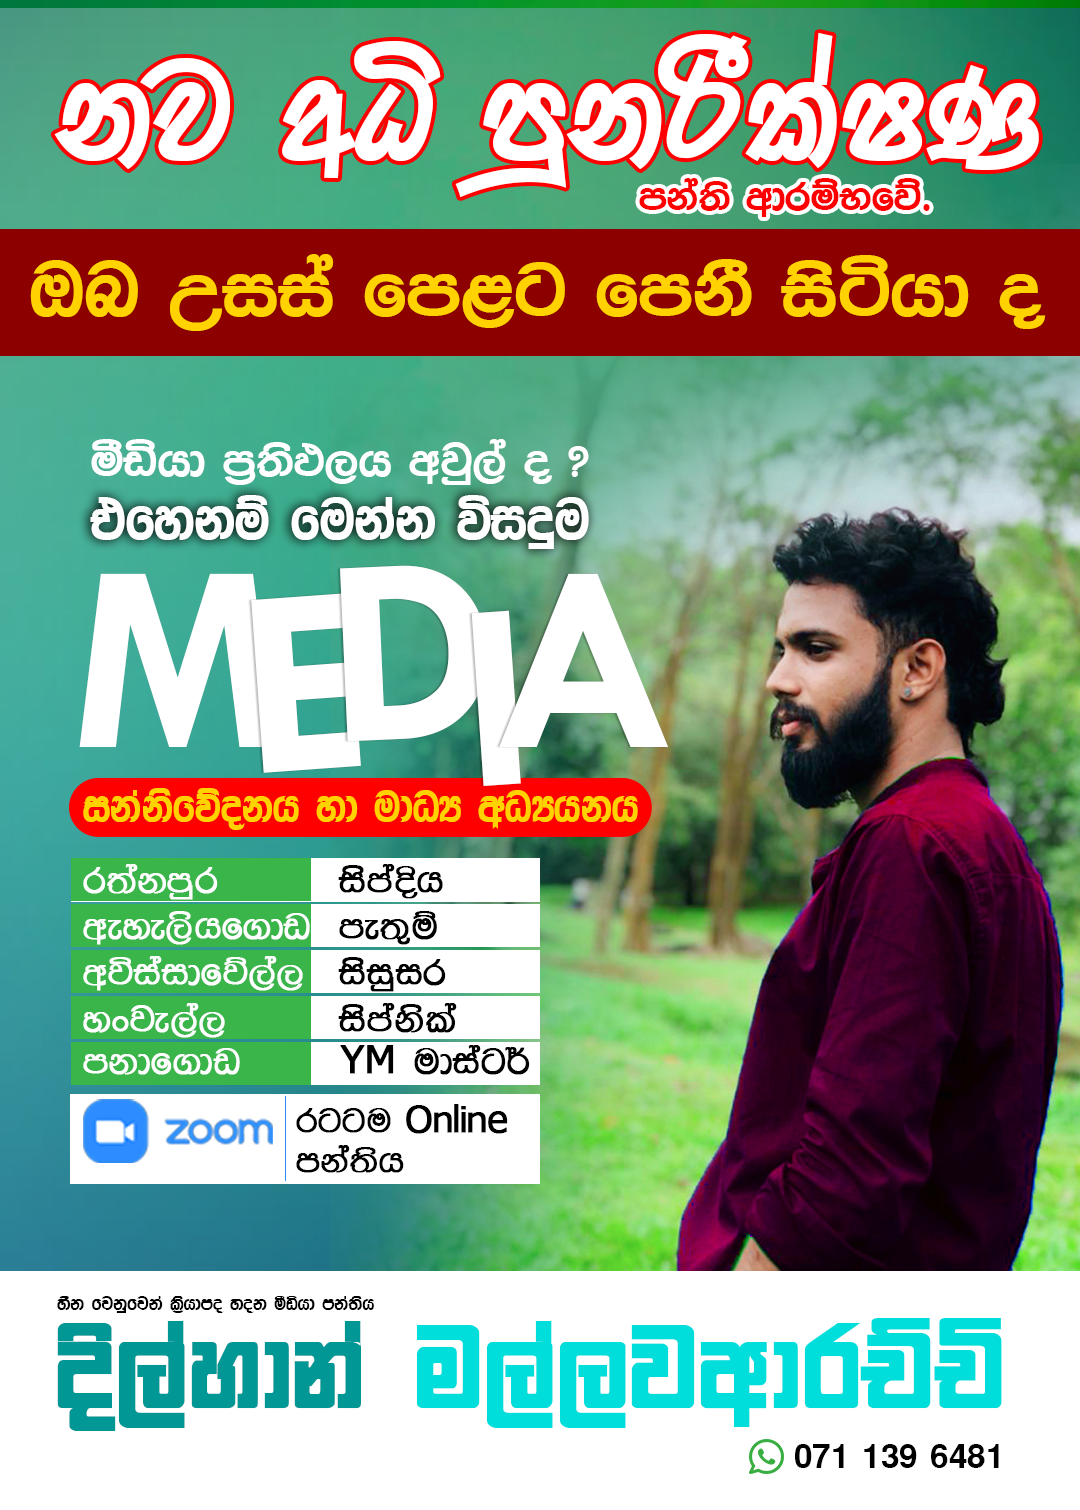 නව අධි පුනරීක්ෂණ
පන්ති ආරම්භවේ.
ඔබ උසස් පෙළට පෙනී සිටියා ද
මීඩියා ප්‍රතිඵලය අවුල් ද ?
එහෙනම් මෙන්න විසඳුම
MEDIA
සන්නිවේදනය හා මාධ්‍ය අධ්‍යයනය
රත්නපුර සිප්දිය
ඇහැලියගොඩ පැතුම්
අවිස්සාවේල්ල සිසුසර
හංවැල්ල සිප්නික්
පනාගොඩ YM මාස්ටර්
zoom රටටම Online
පන්තිය
හීන වෙනුවෙන් ක්‍රියාපද හදන මීඩියා පන්තිය
දිල්හාන් මල්ලවආරච්චි
071 139 6481